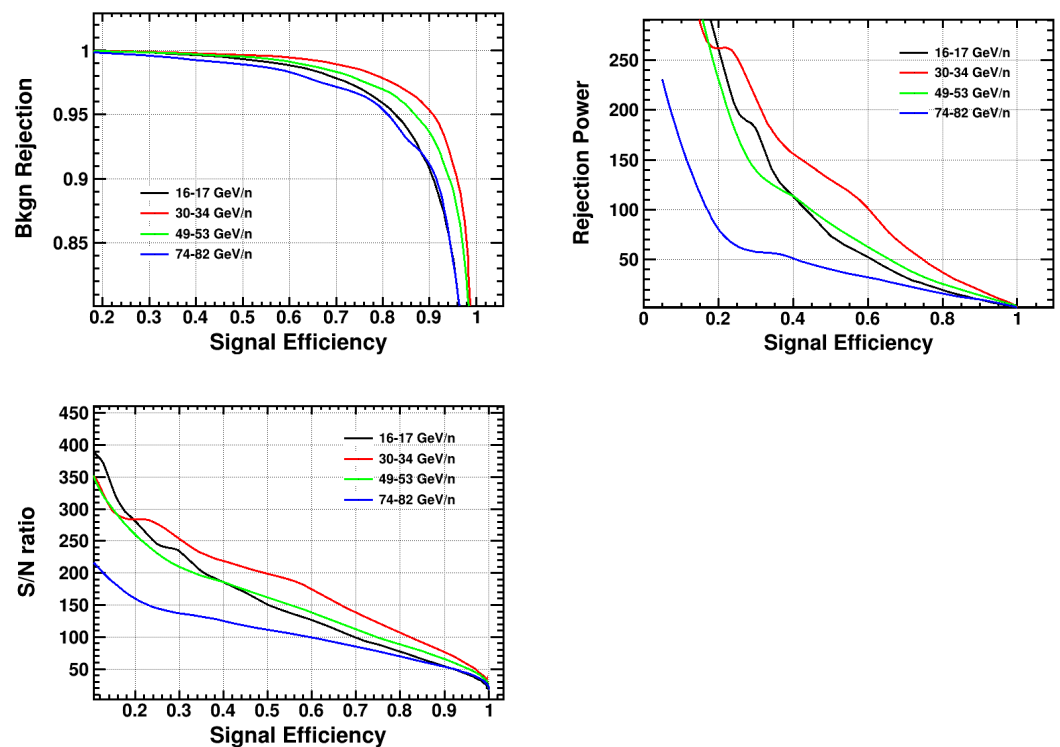 Bkgn Rejection
1
0.95
0.9
0.85
16-17 GeV/n
30-34 GeV/n
49-53 GeV/n
74-82 GeV/n
0.2 0.3 0.4 0.5 0.6 0.7 0.8 0.9 1
Signal Efficiency
Rejection Power
250
200
150
100
50
16-17 GeV/n
30-34 GeV/n
49-53 GeV/n
74-82 GeV/n
0 0.2 0.4 0.6 0.8 1
Signal Efficiency
S/N ratio
450
400
350
300
250
200
150
100
50
16-17 GeV/n
30-34 GeV/n
49-53 GeV/n
74-82 GeV/n
0.2 0.3 0.4 0.5 0.6 0.7 0.8 0.9 1
Signal Efficiency